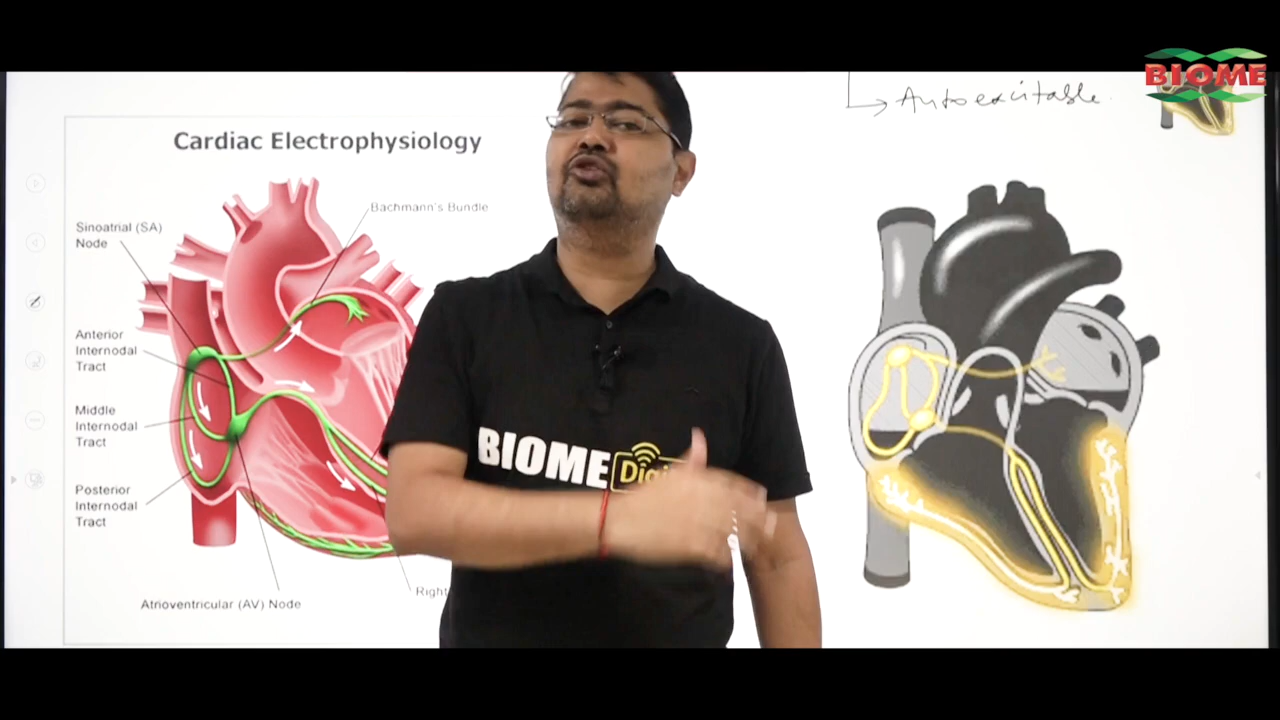 BIOME
Autoexcitable.
Cardiac Electrophysiology
Bachmann's Bundle
Sinoatrial (SA)
Node
Anterior
Internodal
Tract
Middle
Internodal
Tract
Posterior
Internodal
Tract
Atrioventricular (AV) Node
Right
BIOME